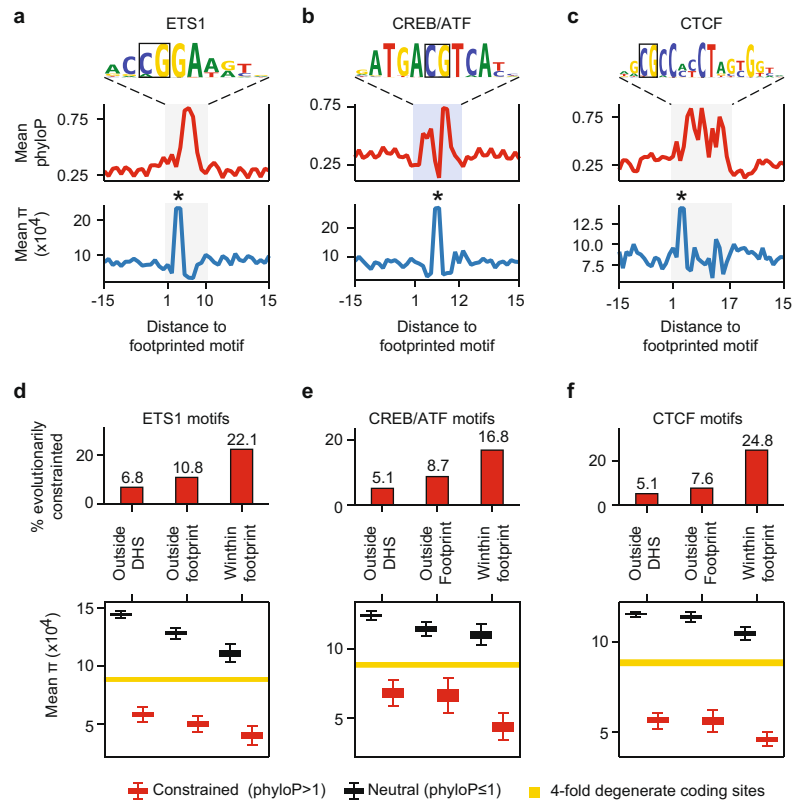 a
ETS1
b
CREB/ATF
c
CTCF
ACCGGAAGT
ATGACGTCA
GCGCCACCTAGTGG
Mean
phyloP
0.75
0.25
0.75
0.25
0.75
0.25
*
*
*
Mean π
(x10⁴)
20
10
20
10
12.5
10.0
7.5
-15
1
10
15
-15
1
12
15
-15
1
17
15
Distance to
footprinted motif
Distance to
footprinted motif
Distance to
footprinted motif
d
ETS1 motifs
e
CREB/ATF motifs
f
CTCF motifs
% evolutionarily
constrainted
20
0
6.8
10.8
22.1
20
0
5.1
8.7
16.8
20
0
5.1
7.6
24.8
Outside
DHS
Outside
footprint
Winthin
footprint
Outside
DHS
Outside
Footprint
Winthin
footprint
Outside
DHS
Outside
Footprint
Winthin
footprint
Mean π (x10⁴)
15
10
5
10
5
10
5
Constrained (phyloP>1)
Neutral (phyloP≤1)
4-fold degenerate coding sites